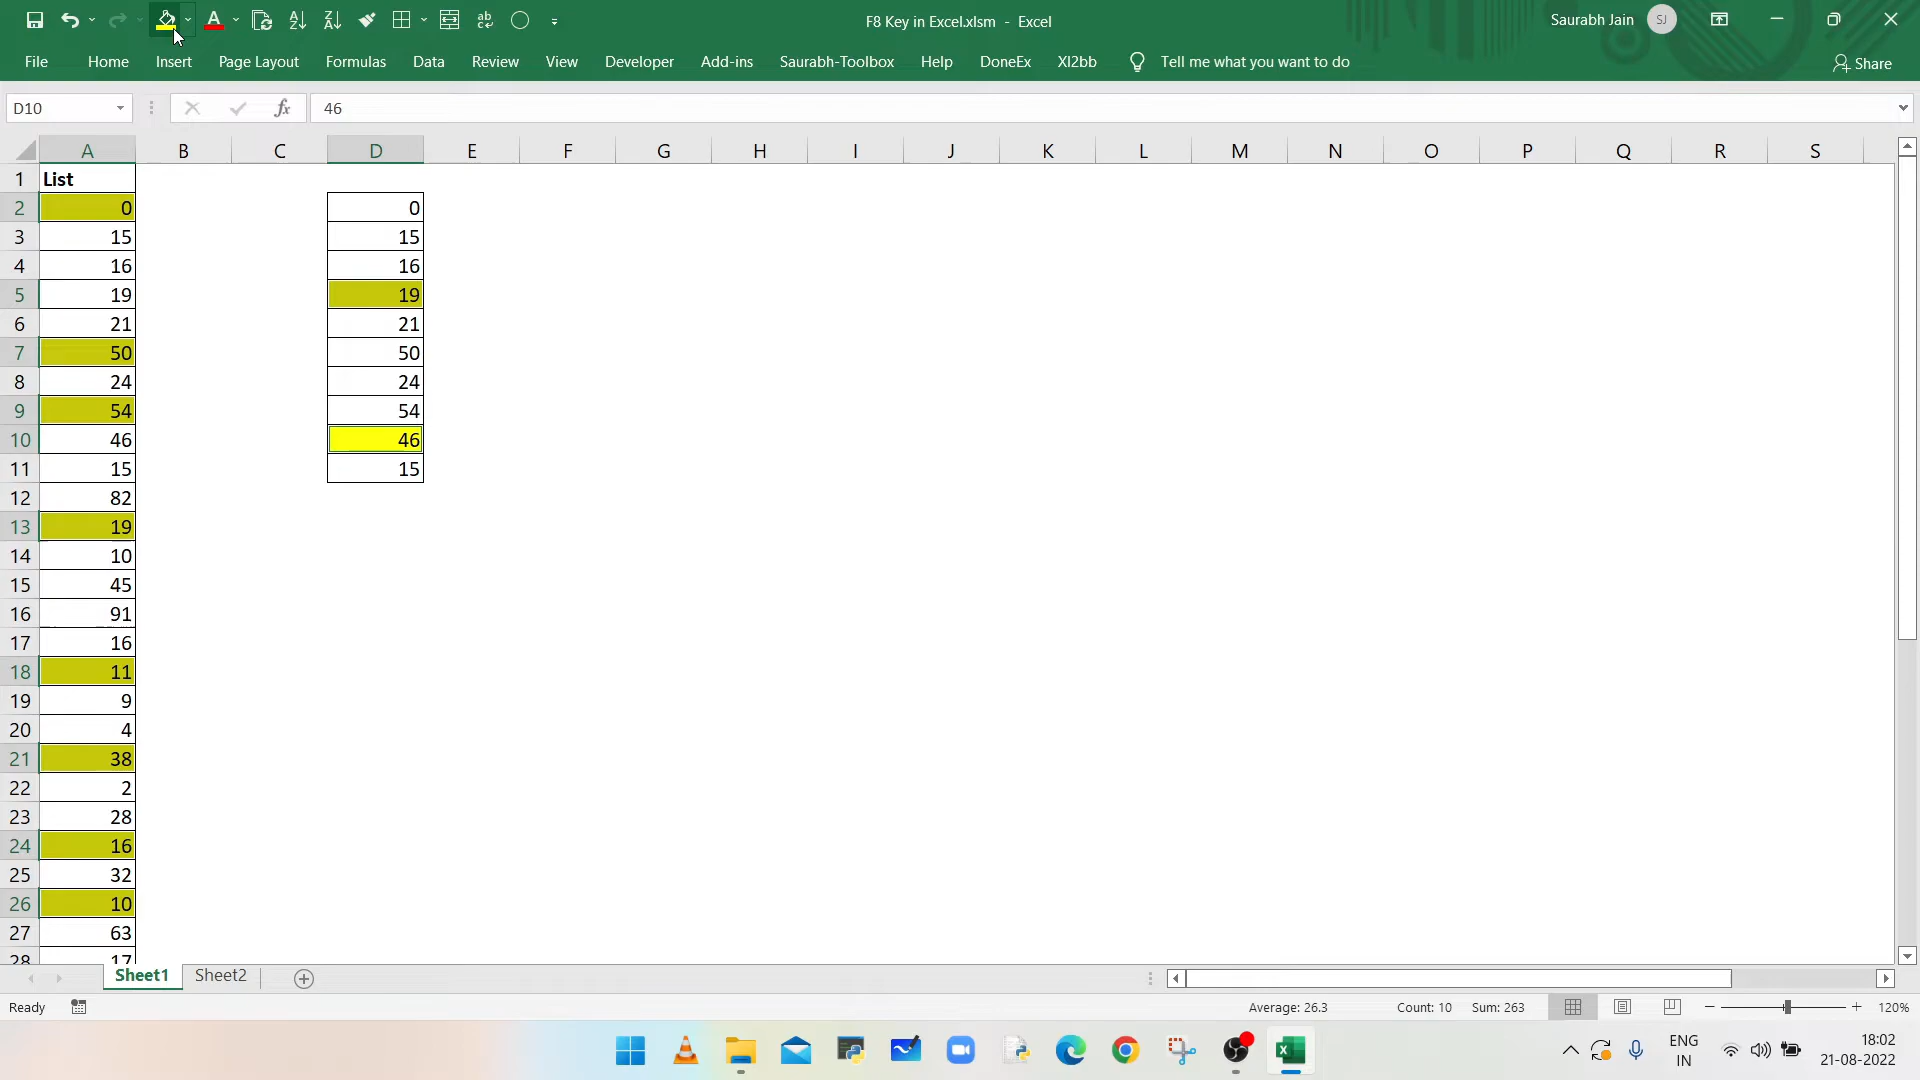 F8 Key in Excel.xlsm - Excel
Saurabh Jain SJ
File Home Insert Page Layout Formulas Data Review View Developer Add-ins Saurabh-Toolbox Help DoneEx Xl2bb Tell me what you want to do Share
D10 fx 46
A B C D E F G H I J K L M N O P Q R S
1 List
2 0 0
3 15 15
4 16 16
5 19 19
6 21 21
7 50 50
8 24 24
9 54 54
10 46 46
11 15 15
12 82
13 19
14 10
15 45
16 91
17 16
18 11
19 9
20 4
21 38
22 2
23 28
24 16
25 32
26 10
27 63
28 17
Sheet1 Sheet2
Ready Average: 26.3 Count: 10 Sum: 263 120%
ENG 18:02
IN 21-08-2022